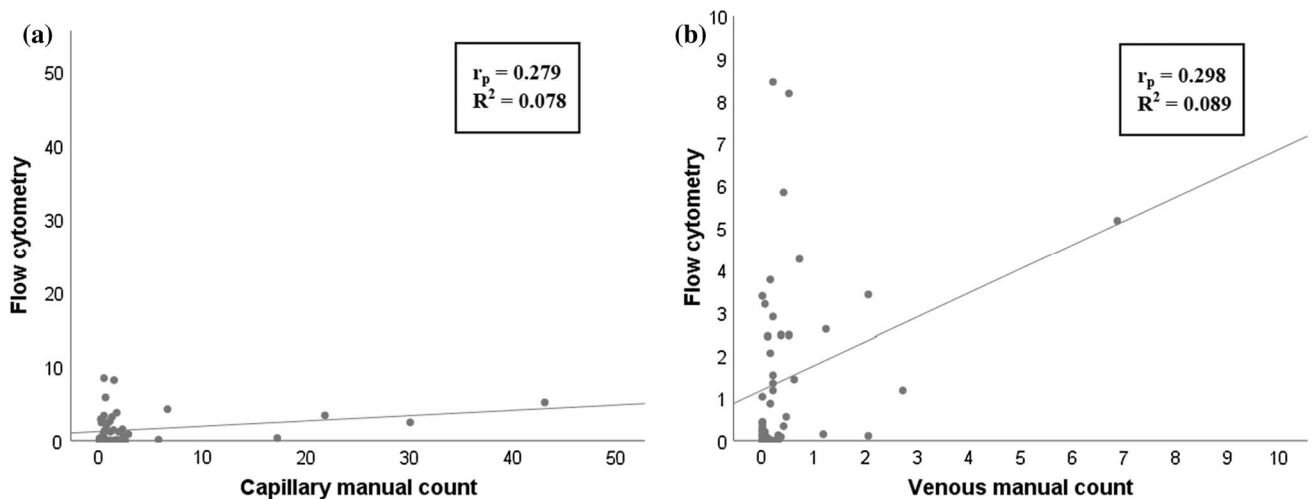 (a)
r_p = 0.279
R² = 0.078
50
40
30
20
10
0
Flow cytometry
0 10 20 30 40 50
Capillary manual count
(b)
r_p = 0.298
R² = 0.089
10
9
8
7
6
5
4
3
2
1
0
Flow cytometry
0 1 2 3 4 5 6 7 8 9 10
Venous manual count